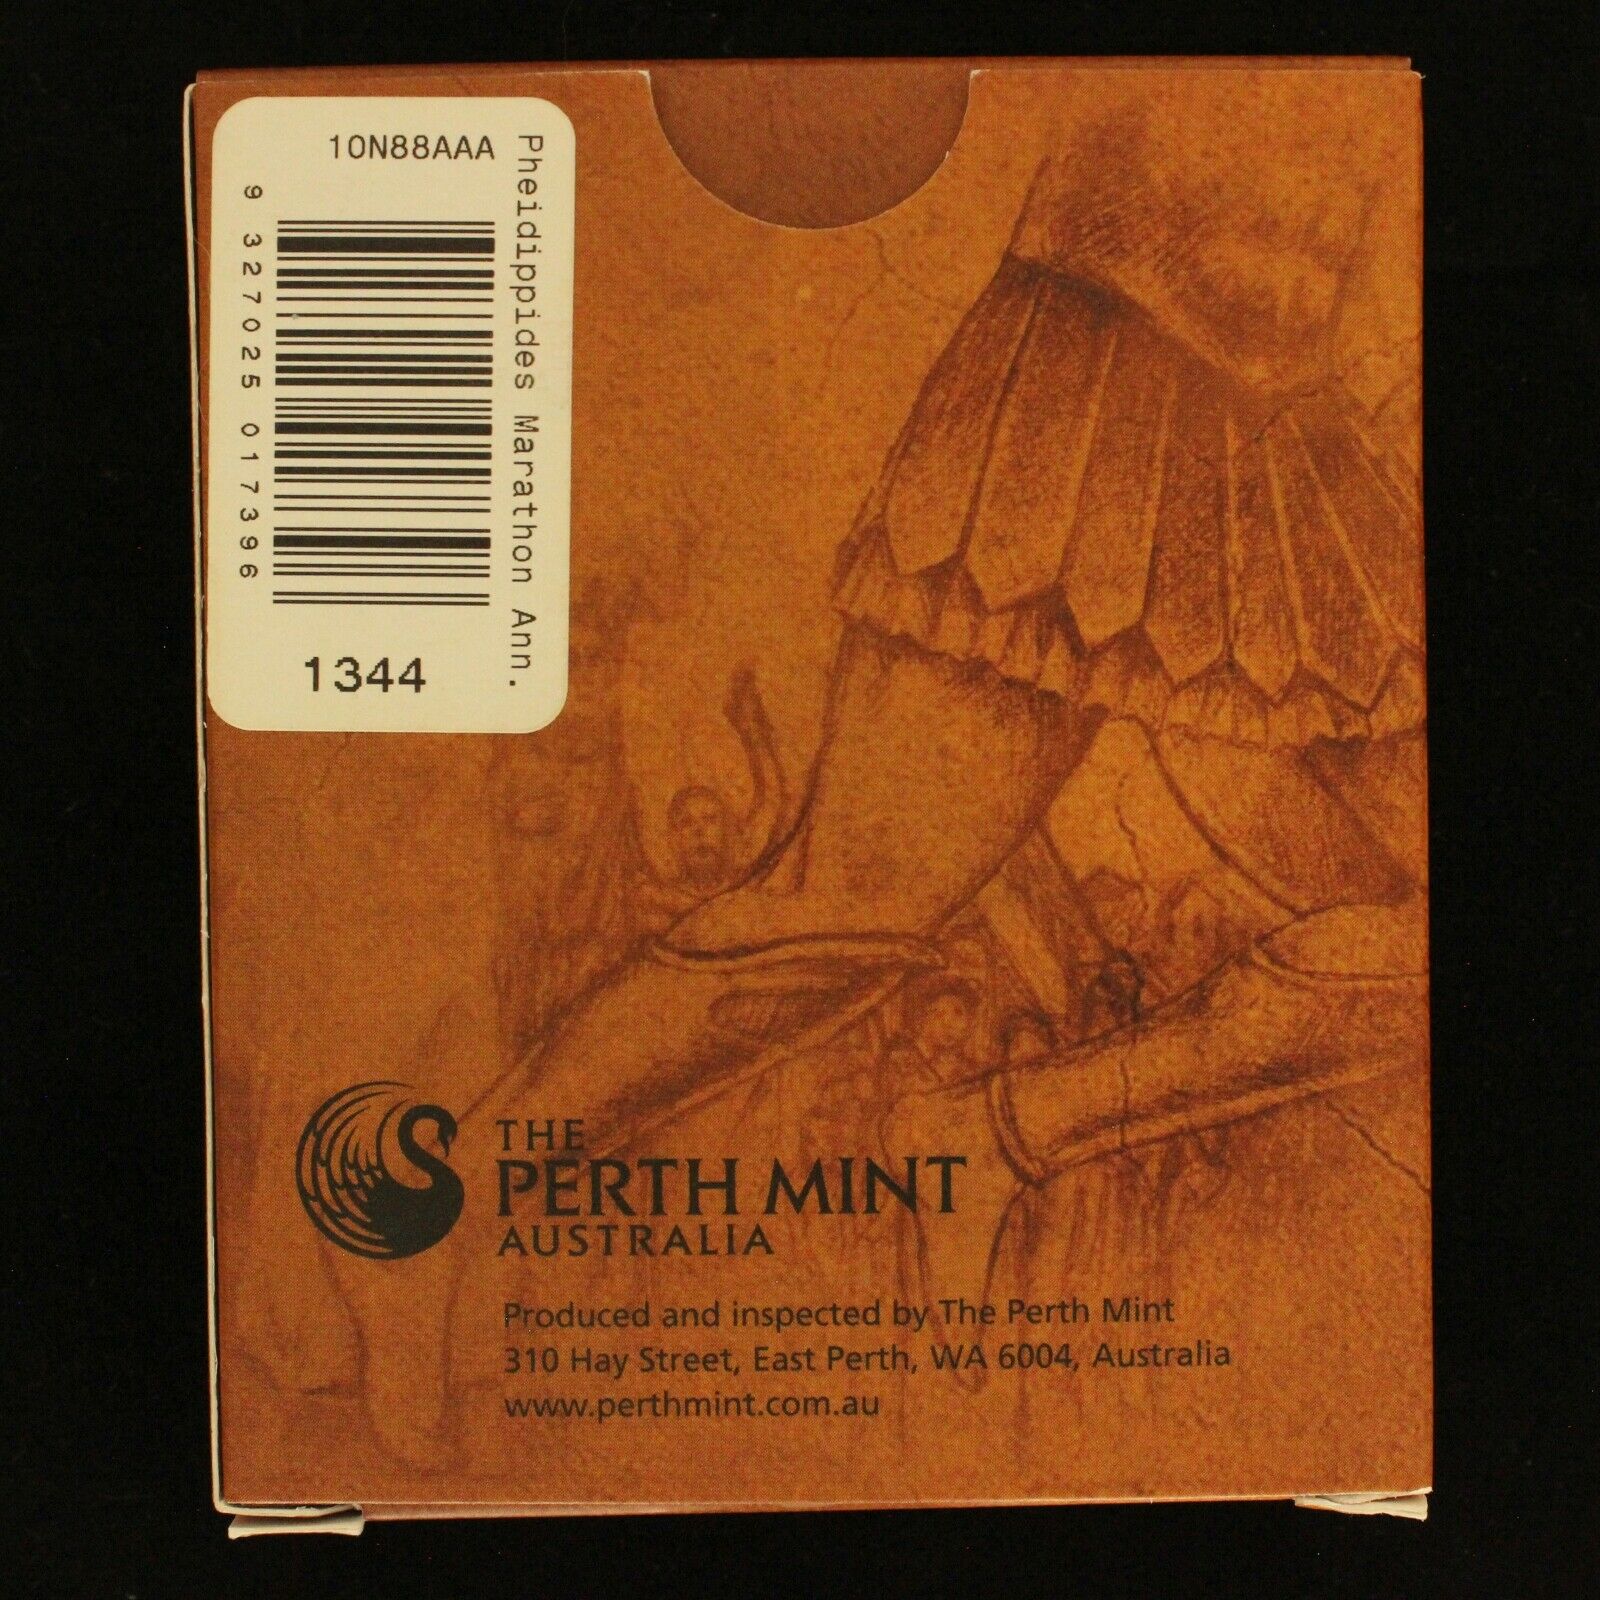 10N88AAA
Pheidippides Marathon Ann.
9 327025 017396
1344
THE
PERTH MINT
AUSTRALIA
Produced and inspected by The Perth Mint
310 Hay Street, East Perth, WA 6004, Australia
www.perthmint.com.au